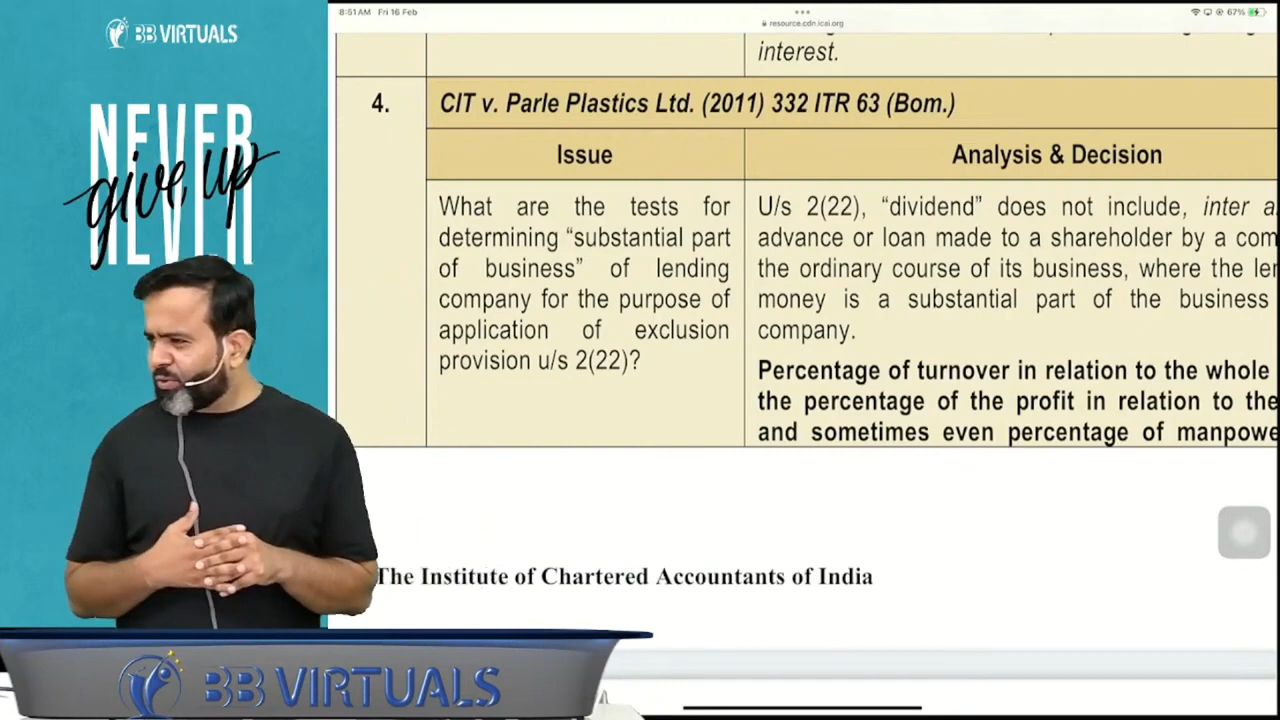 BB VIRTUALS
NEVER
give up
NEVER
8:51 AM Fri 16 Feb
resource.cdn.icai.org
67%
interest.
4.
CIT v. Parle Plastics Ltd. (2011) 332 ITR 63 (Bom.)
Issue
Analysis & Decision
What are the tests for
determining “substantial part
of business” of lending
company for the purpose of
application of exclusion
provision u/s 2(22)?
U/s 2(22), “dividend” does not include, inter a
advance or loan made to a shareholder by a com
the ordinary course of its business, where the ler
money is a substantial part of the business
company.
Percentage of turnover in relation to the whole
the percentage of the profit in relation to the
and sometimes even percentage of manpowe
The Institute of Chartered Accountants of India
BB VIRTUALS